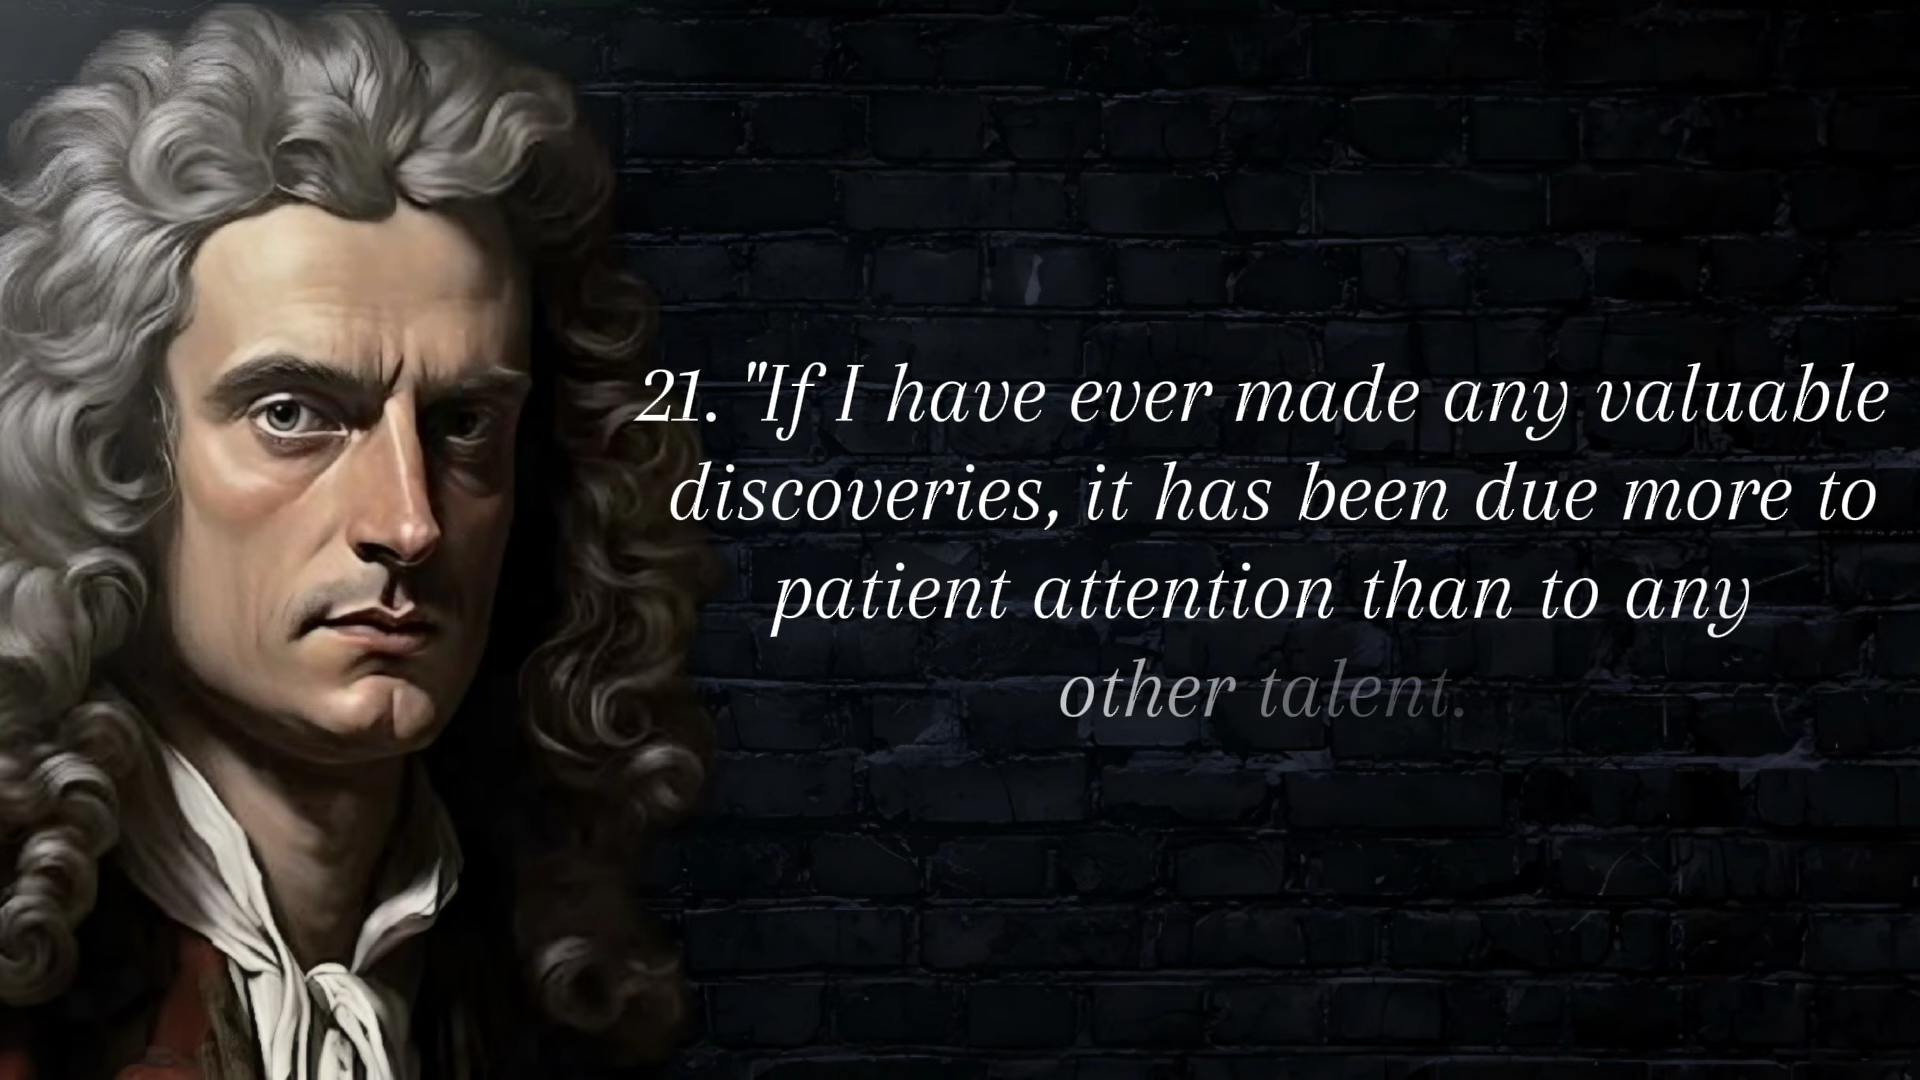 21. "If I have ever made any valuable
discoveries, it has been due more to
patient attention than to any
other talent.